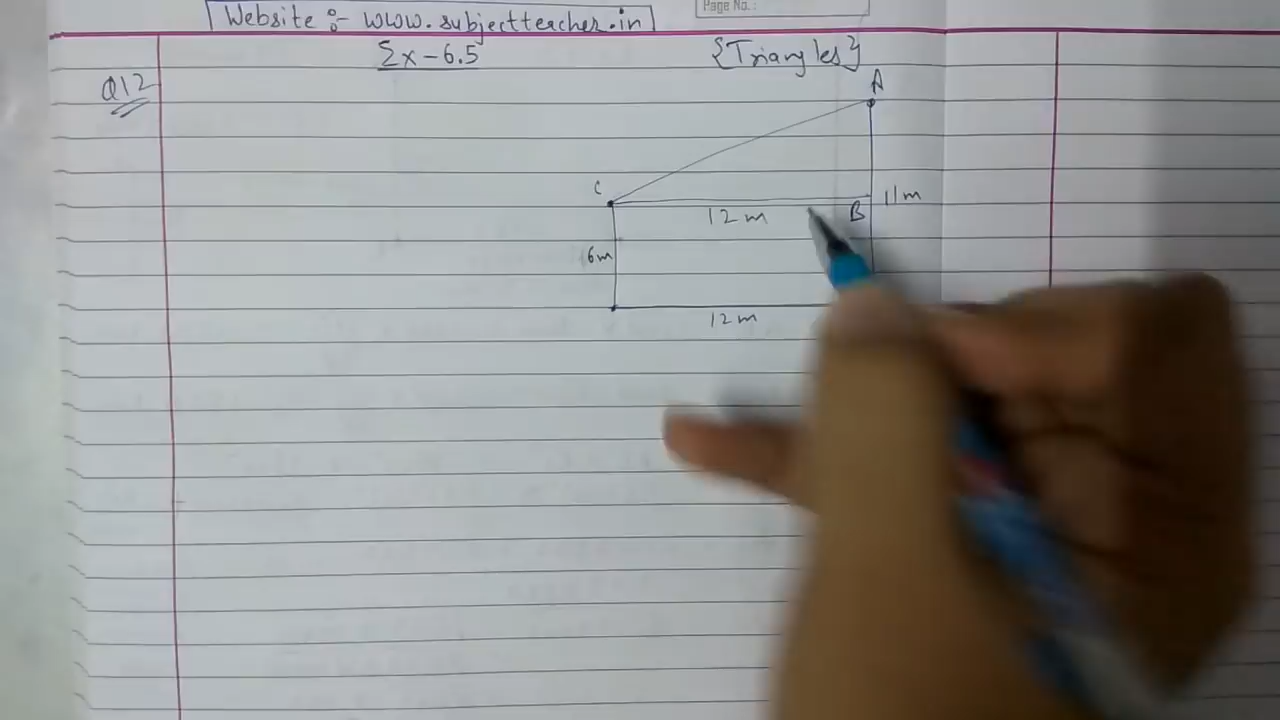 Page No.:
Website :- www.subjectteacher.in
Ex-6.5 {Triangles}
Q12
A
C
11m
12 m
B
6m
12 m